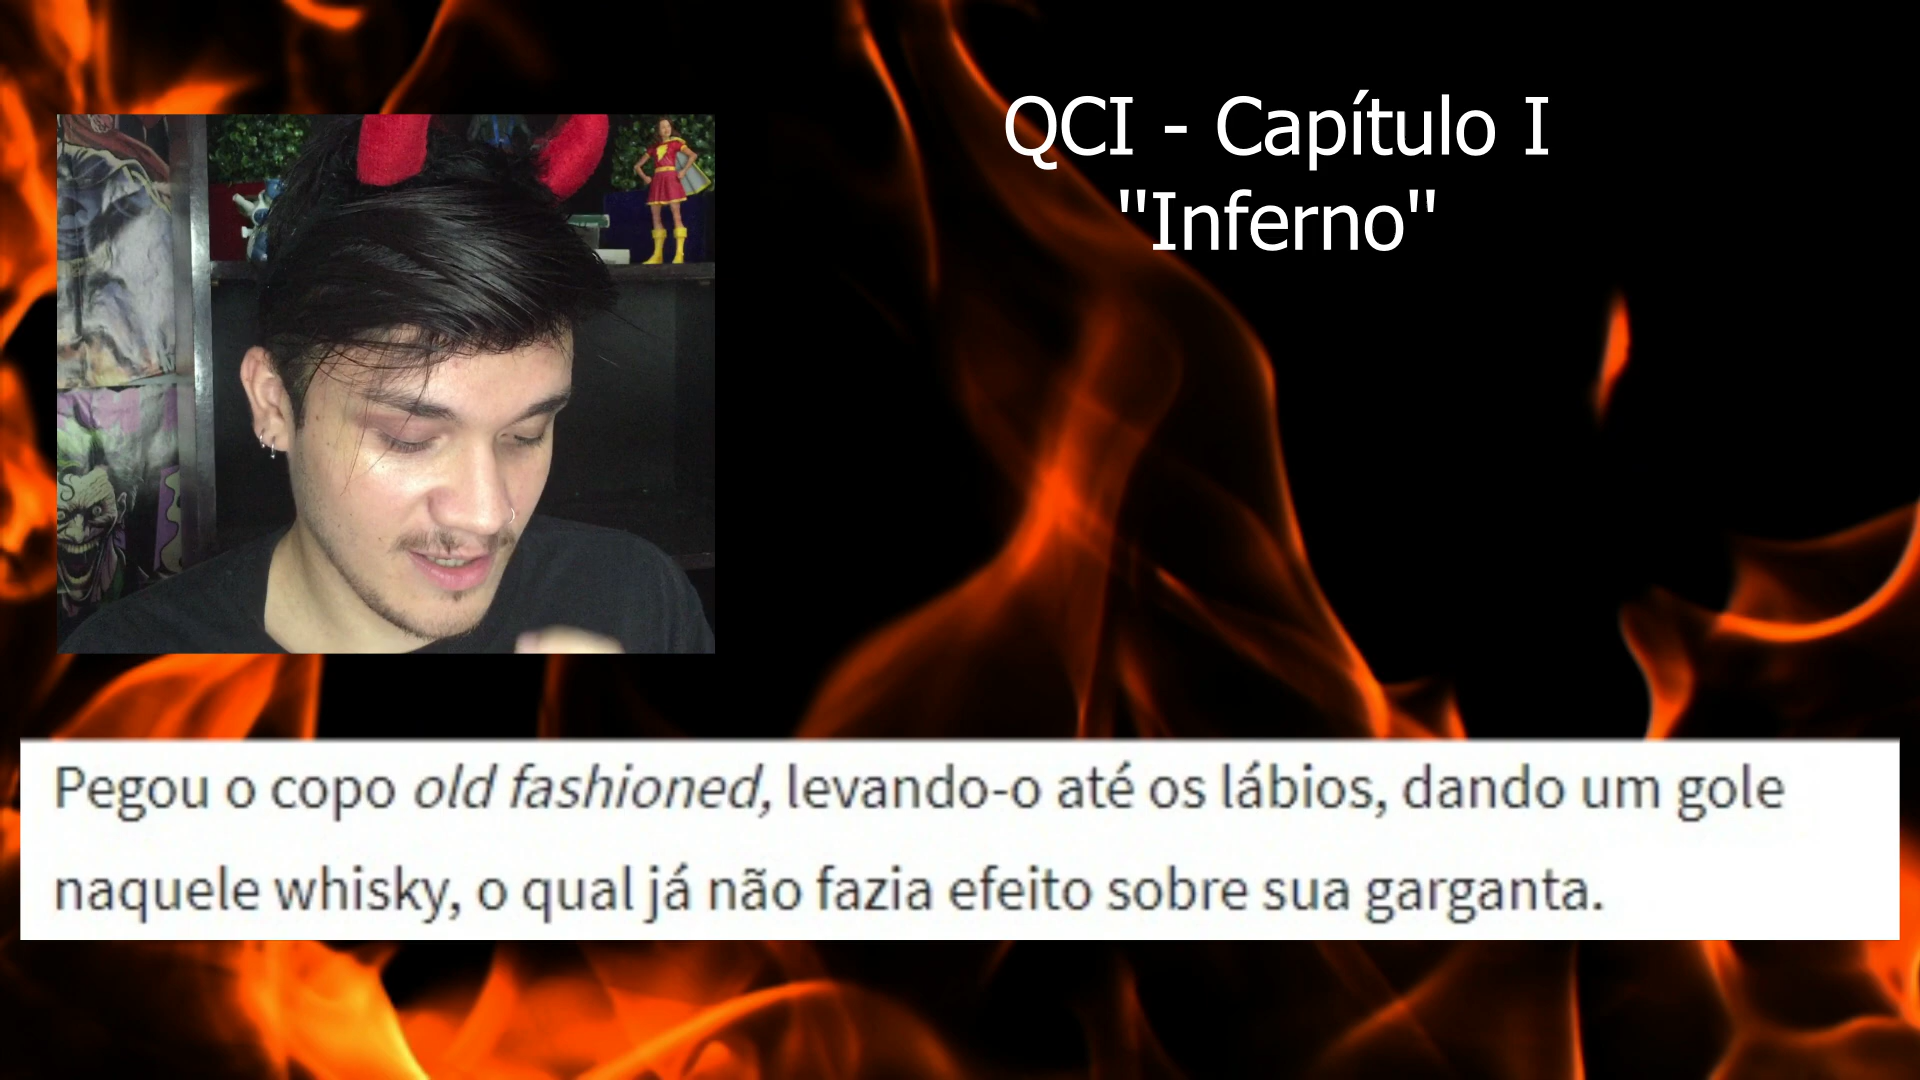 QCI - Capítulo I
"Inferno"
Pegou o copo old fashioned, levando-o até os lábios, dando um gole
naquele whisky, o qual já não fazia efeito sobre sua garganta.